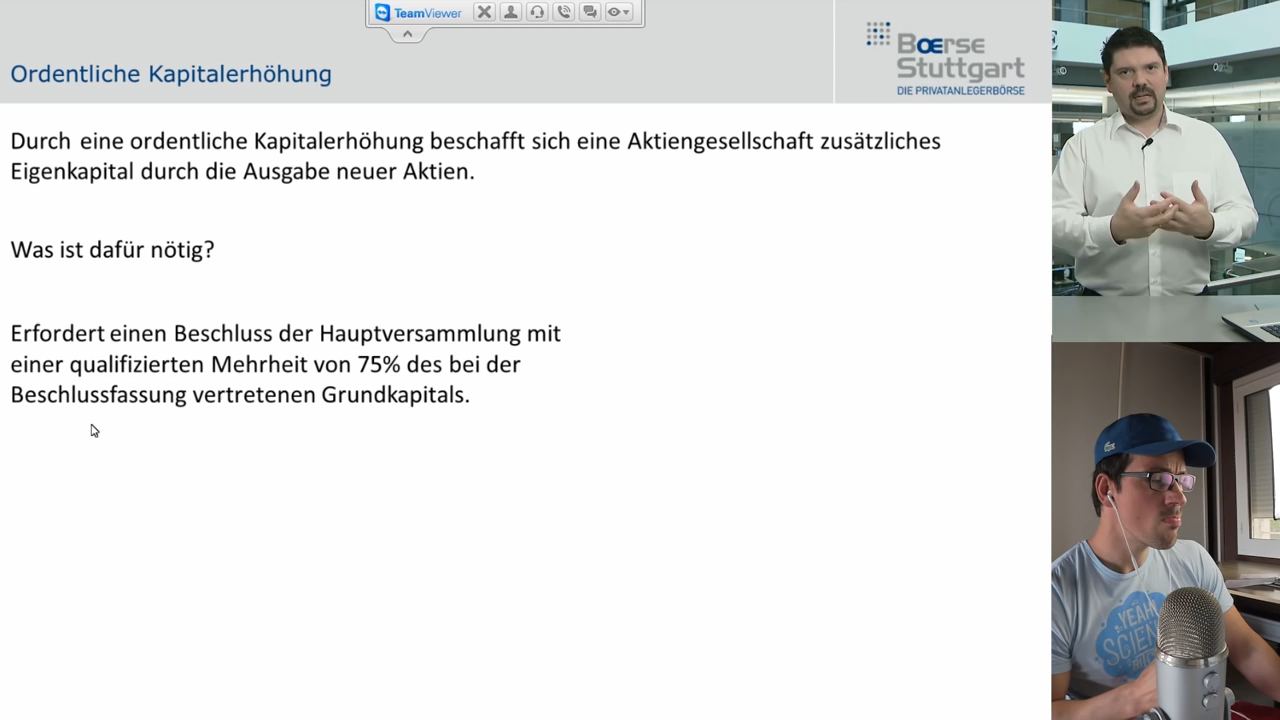 TeamViewer
Ordentliche Kapitalerhöhung
Boerse
Stuttgart
DIE PRIVATANLEGERBÖRSE
Durch eine ordentliche Kapitalerhöhung beschafft sich eine Aktiengesellschaft zusätzliches
Eigenkapital durch die Ausgabe neuer Aktien.
Was ist dafür nötig?
Erfordert einen Beschluss der Hauptversammlung mit
einer qualifizierten Mehrheit von 75% des bei der
Beschlussfassung vertretenen Grundkapitals.
YEAH!
SCIENCE